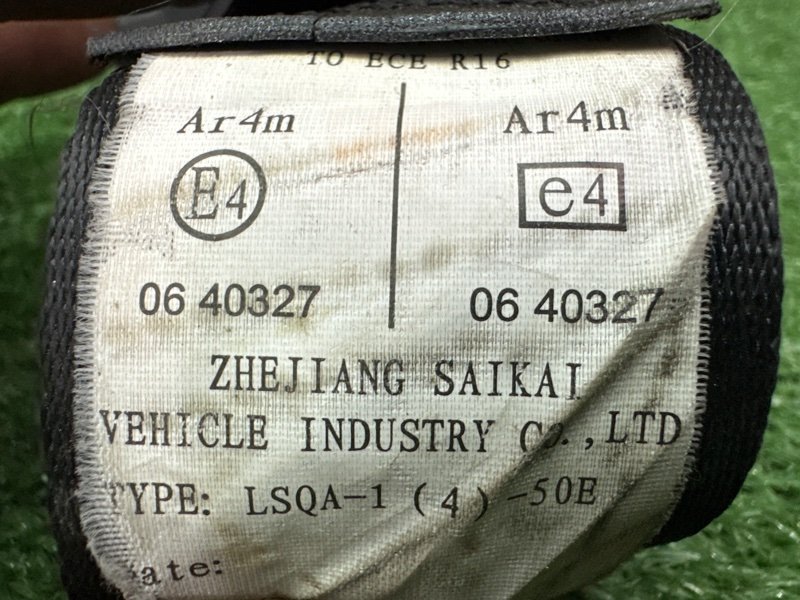 TO ECE R16
Ar4m Ar4m
E4 e4
06 40327 06 40327
ZHEJIANG SAIKAI
VEHICLE INDUSTRY CO.,LTD
TYPE: LSQA-1 (4)-50E
ate: